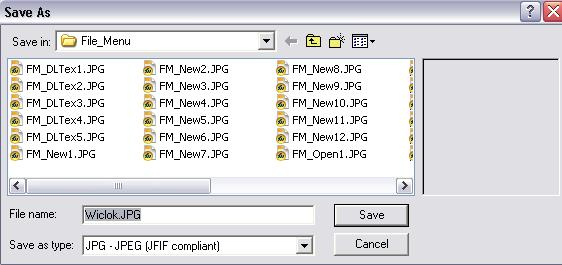 Save As
Save in: File_Menu
FM_DLTex1.JPG FM_New2.JPG FM_New8.JPG
FM_DLTex2.JPG FM_New3.JPG FM_New9.JPG
FM_DLTex3.JPG FM_New4.JPG FM_New10.JPG
FM_DLTex4.JPG FM_New5.JPG FM_New11.JPG
FM_DLTex5.JPG FM_New6.JPG FM_New12.JPG
FM_New1.JPG FM_New7.JPG FM_Open1.JPG
File name: Wiclok.JPG Save
Save as type: JPG - JPEG (JFIF compliant) Cancel